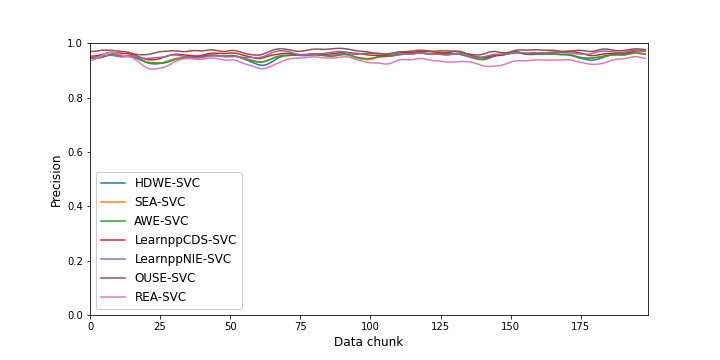 1.0
0.8
0.6
0.4
0.2
0.0
Precision
HDWE-SVC
SEA-SVC
AWE-SVC
LearnppCDS-SVC
LearnppNIE-SVC
OUSE-SVC
REA-SVC
0 25 50 75 100 125 150 175
Data chunk